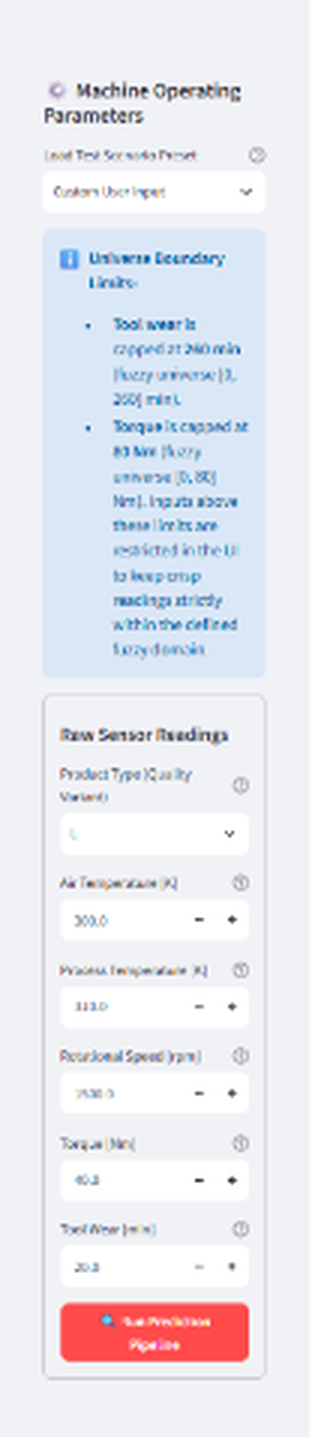 Machine Operating
Parameters
Load Test Scenario Preset
Custom User Input
Universe Boundary
Limits:
Tool wear is
capped at 260 min
(fuzzy universe [0,
260] min).
Torque is capped at
80 Nm (fuzzy
universe [0, 80]
Nm). Inputs above
these limits are
restricted in the UI
to keep crisp
readings strictly
within the defined
fuzzy domain.
Raw Sensor Readings
Product Type (Quality
Variant)
L
Air Temperature [K]
300.0
Process Temperature [K]
310.0
Rotational Speed [rpm]
1500.0
Torque [Nm]
40.0
Tool Wear [min]
20.0
Run Prediction
Pipeline